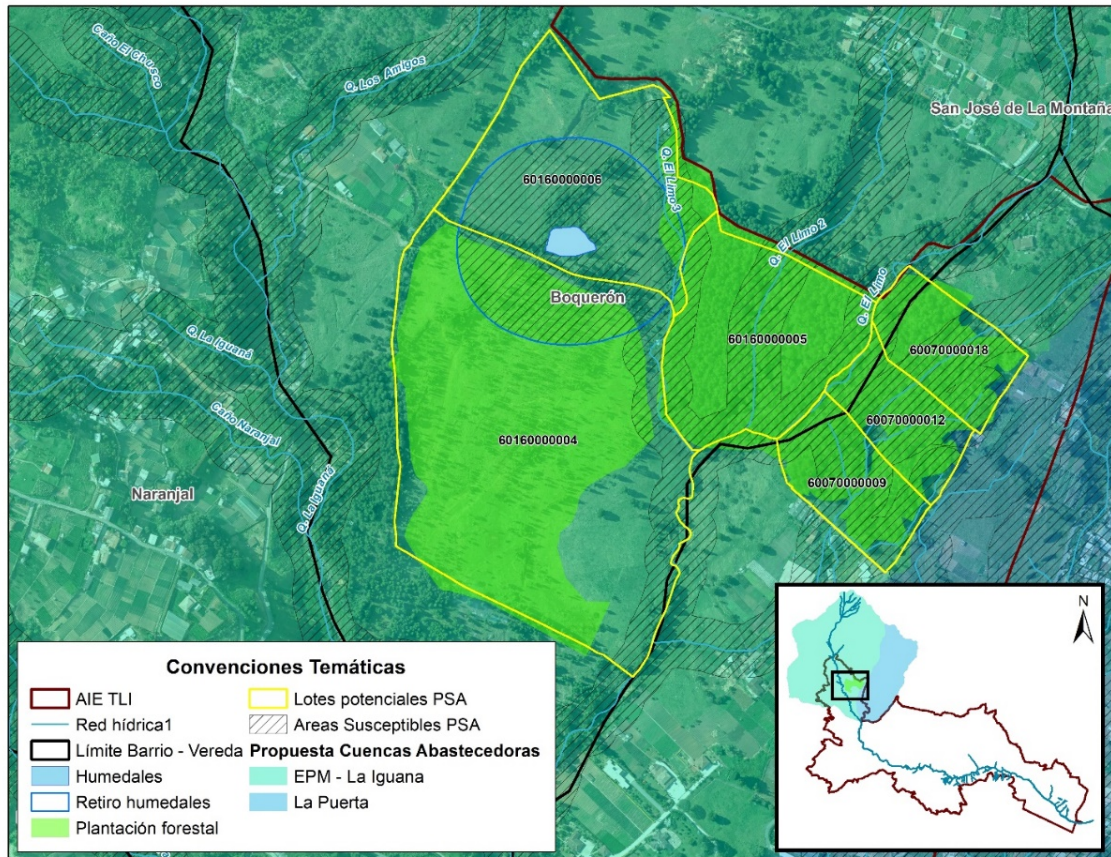 Caño El Chusco
Q. Los Amigos
San José de La Montaña
60160000006
Q. El Limo3
Q. El Limo 2
Boquerón
Q. El Limo
60160000005
60070000018
Q. La Iguaná
Caño Naranjal
60160000004
60070000012
60070000009
Naranjal
Q. La Iguaná
N
Convenciones Temáticas
AIE TLI
Red hídrica1
Límite Barrio - Vereda
Humedales
Retiro humedales
Plantación forestal
Lotes potenciales PSA
Areas Susceptibles PSA
Propuesta Cuencas Abastecedoras
EPM - La Iguana
La Puerta